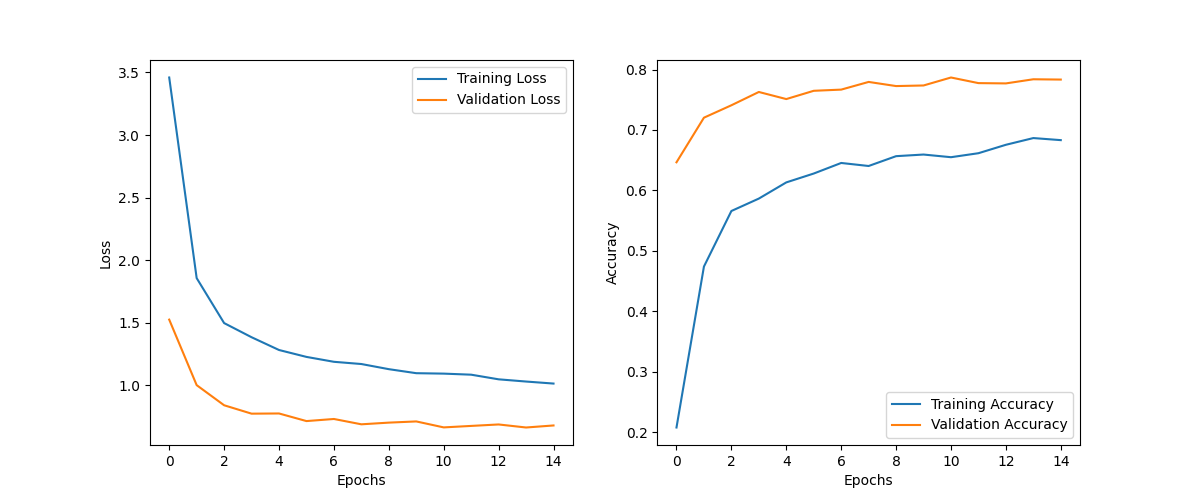 3.5
3.0
2.5
2.0
1.5
1.0
Loss
0 2 4 6 8 10 12 14
Epochs
Training Loss
Validation Loss
0.8
0.7
0.6
0.5
0.4
0.3
0.2
Accuracy
0 2 4 6 8 10 12 14
Epochs
Training Accuracy
Validation Accuracy